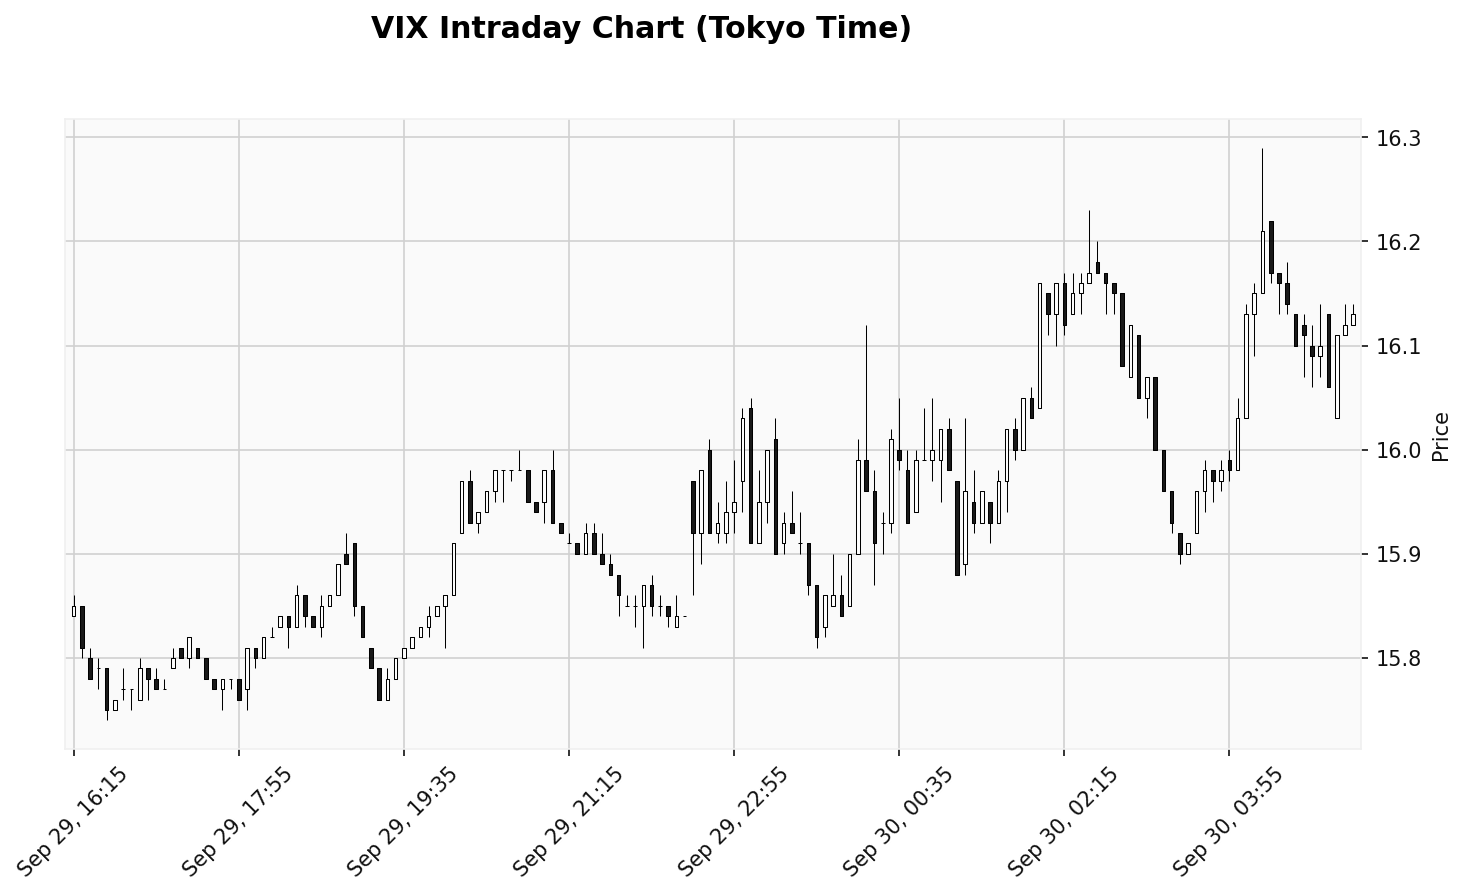 VIX Intraday Chart (Tokyo Time)
16.3
16.2
16.1
16.0
15.9
15.8
Price
Sep 29, 16:15
Sep 29, 17:55
Sep 29, 19:35
Sep 29, 21:15
Sep 29, 22:55
Sep 30, 00:35
Sep 30, 02:15
Sep 30, 03:55